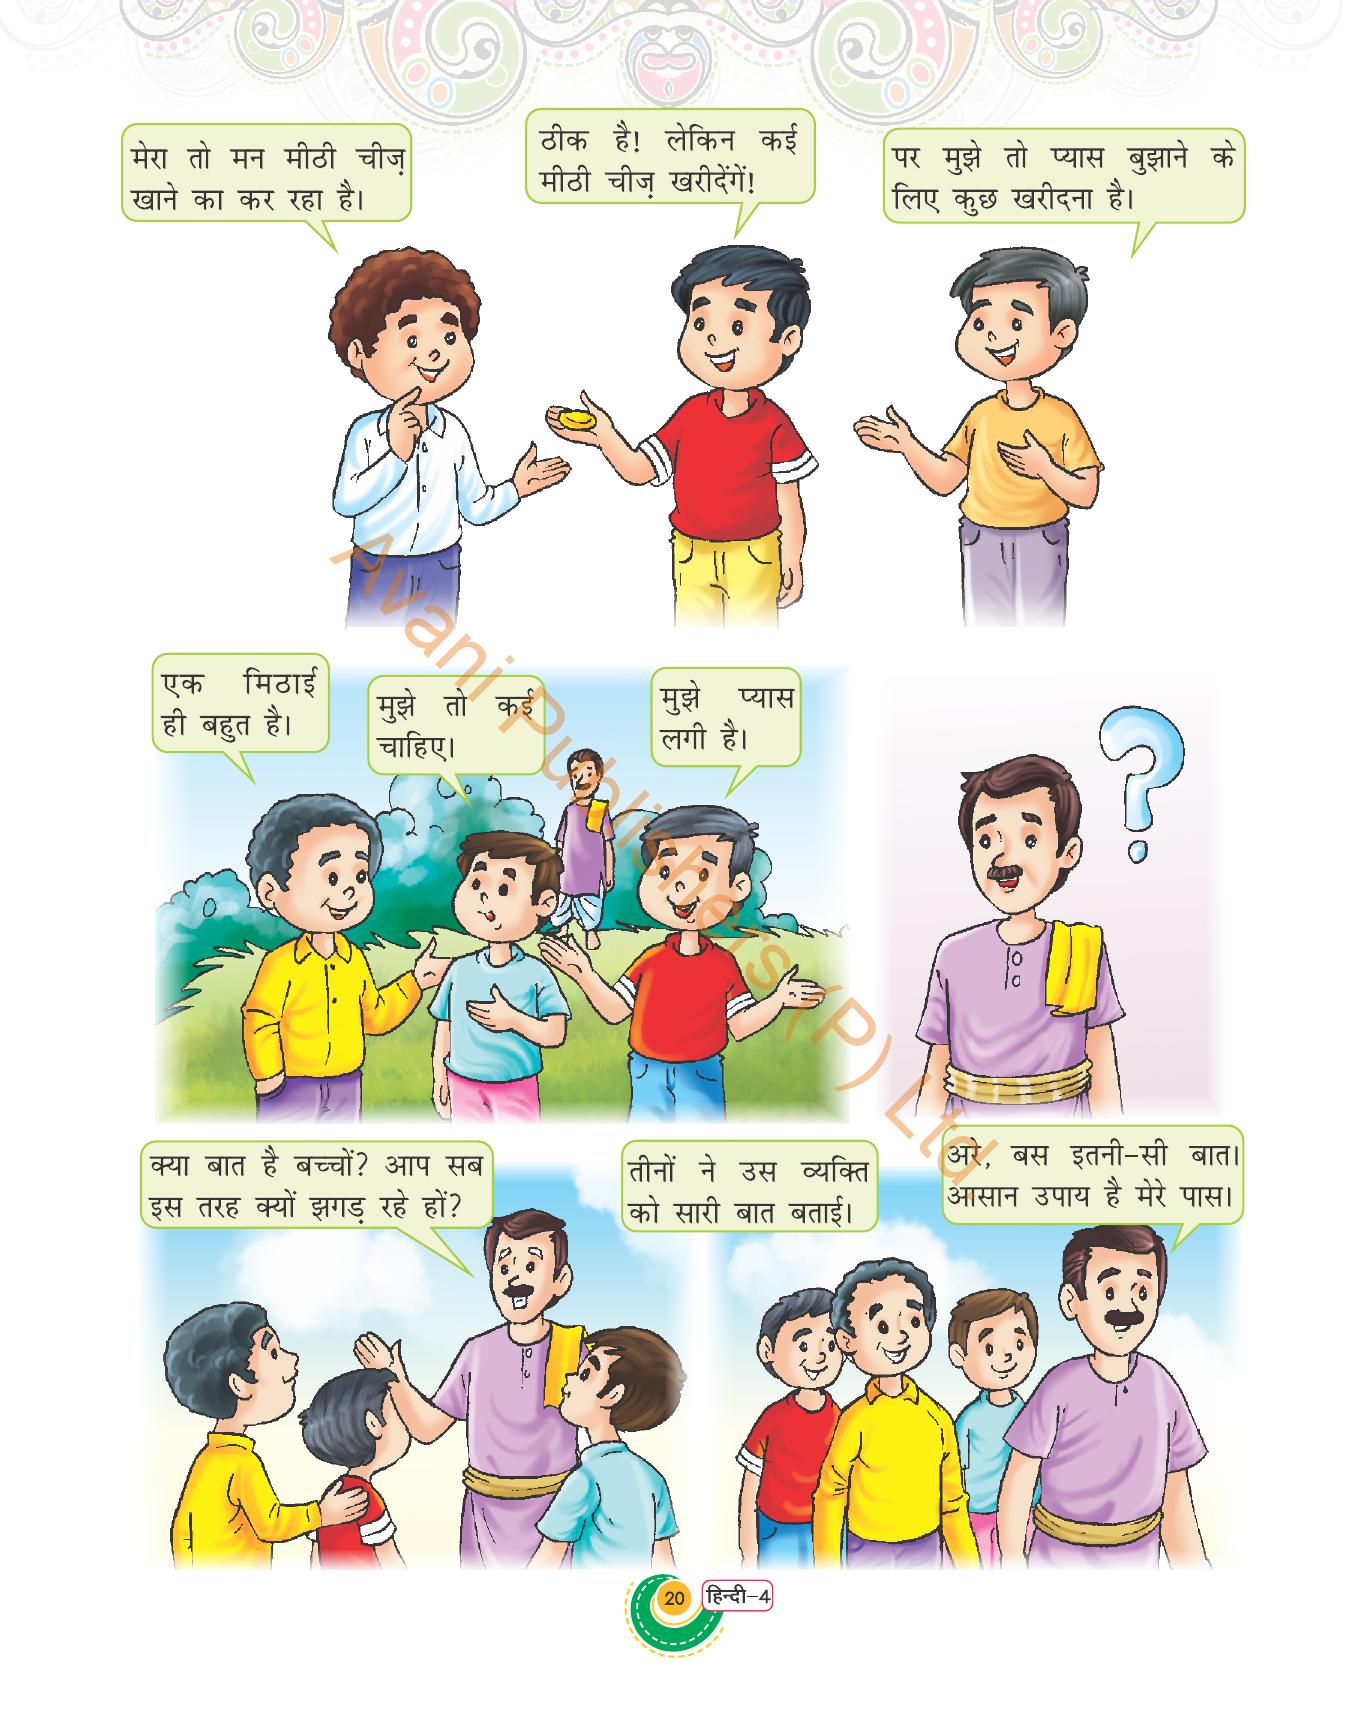 मेरा तो मन मीठी चीज़
खाने का कर रहा है।
ठीक है! लेकिन कई
मीठी चीज़ खरीदेंगें!
पर मुझे तो प्यास बुझाने के
लिए कुछ खरीदना है।
एक मिठाई
ही बहुत है।
मुझे तो कई
चाहिए।
मुझे प्यास
लगी है।
क्या बात है बच्चों? आप सब
इस तरह क्यों झगड़ रहे हों?
तीनों ने उस व्यक्ति
को सारी बात बताई।
अरे, बस इतनी-सी बात।
आसान उपाय है मेरे पास।
Avani Publishers (P) Ltd.
20 हिन्दी-4